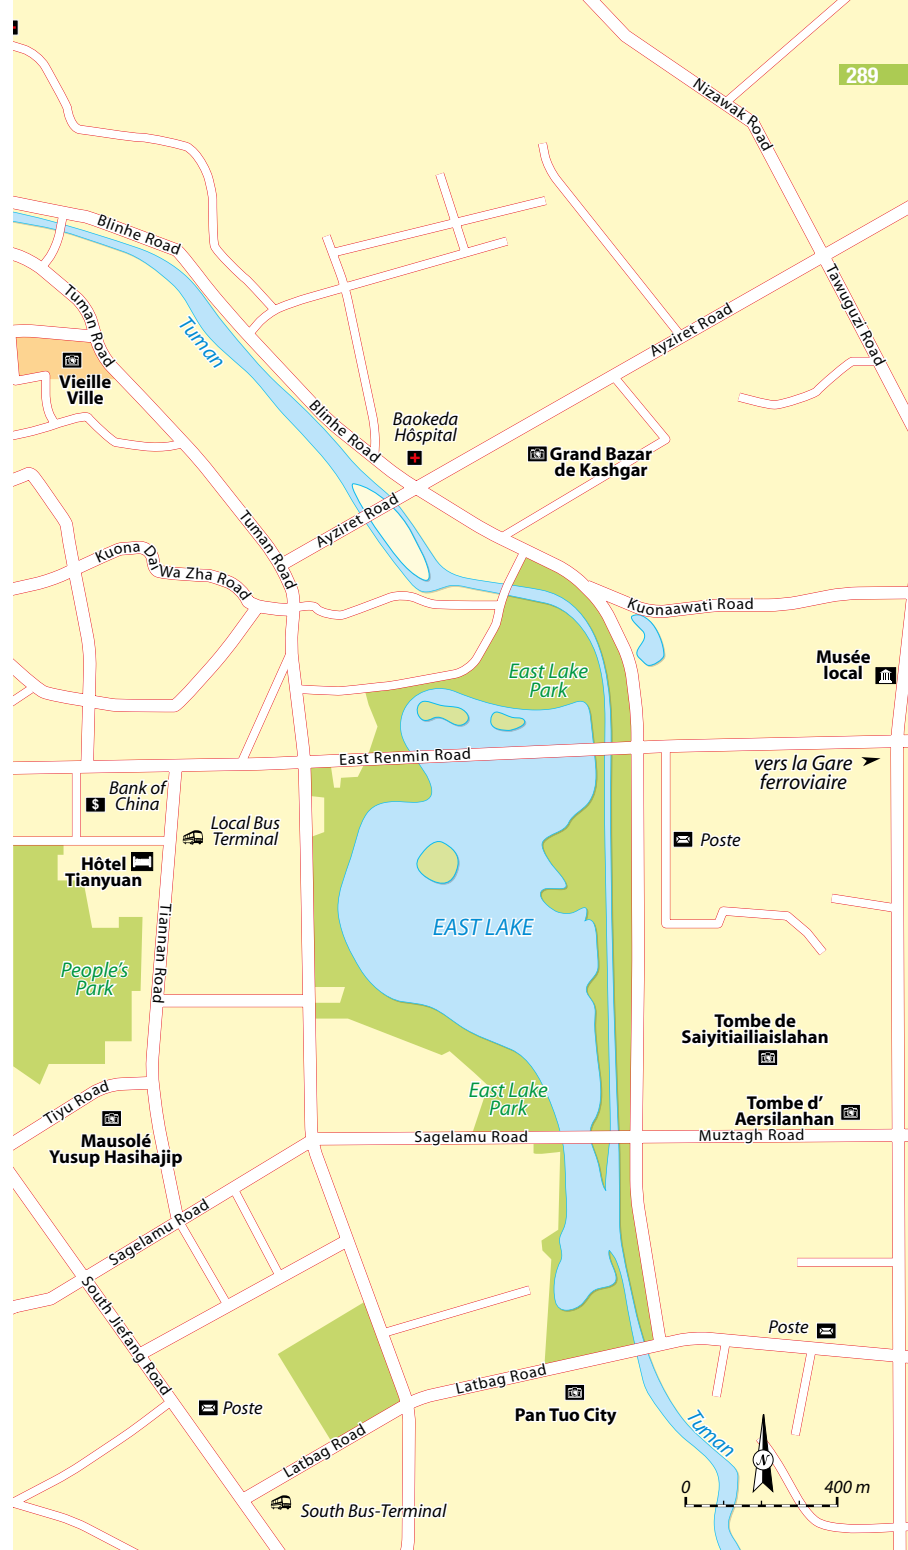 289
Nizawak Road
Blinhe Road
Tuman Road
Tuman
Tawuguzi Road
Ayziret Road
Vieille
Ville
Blinhe Road
Baokeda
Hôspital
Grand Bazar
de Kashgar
Ayziret Road
Tuman Road
Kuona Dar
Wa Zha Road
Kuonaawati Road
East Lake
Park
Musée
local
East Renmin Road
vers la Gare
ferroviaire
Bank of
China
$
Local Bus
Terminal
Poste
Hôtel
Tianyuan
Tiannan Road
EAST LAKE
People's
Park
Tombe de
Saiyitiailiaislahan
East Lake
Park
Tombe d'
Aersilanhan
Tiyu Road
Mausolé
Yusup Hasihajip
Sagelamu Road
Muztagh Road
Sagelamu Road
South Jiefang Road
Poste
Latbag Road
Poste
Pan Tuo City
Tuman
Latbag Road
N
0 400 m
South Bus-Terminal